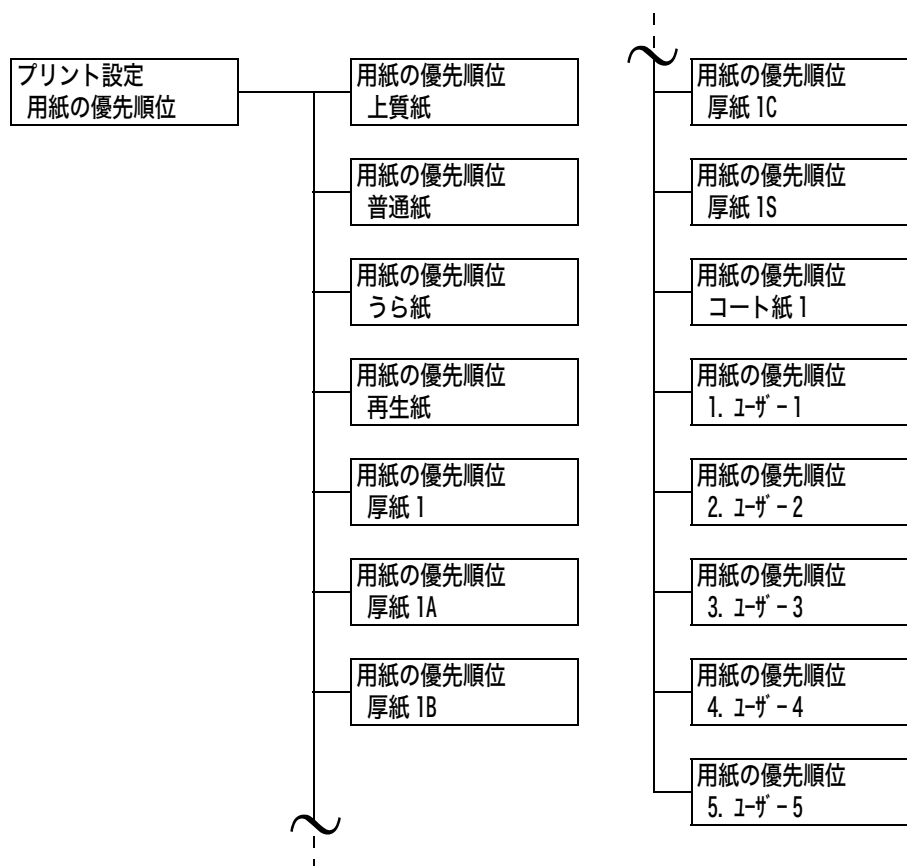 プリント設定
用紙の優先順位
用紙の優先順位
上質紙
用紙の優先順位
普通紙
用紙の優先順位
うら紙
用紙の優先順位
再生紙
用紙の優先順位
厚紙 1
用紙の優先順位
厚紙 1A
用紙の優先順位
厚紙 1B
用紙の優先順位
厚紙 1C
用紙の優先順位
厚紙 1S
用紙の優先順位
コート紙 1
用紙の優先順位
1. ﾕｰｻﾞｰ1
用紙の優先順位
2. ﾕｰｻﾞｰ2
用紙の優先順位
3. ﾕｰｻﾞｰ3
用紙の優先順位
4. ﾕｰｻﾞｰ4
用紙の優先順位
5. ﾕｰｻﾞｰ5